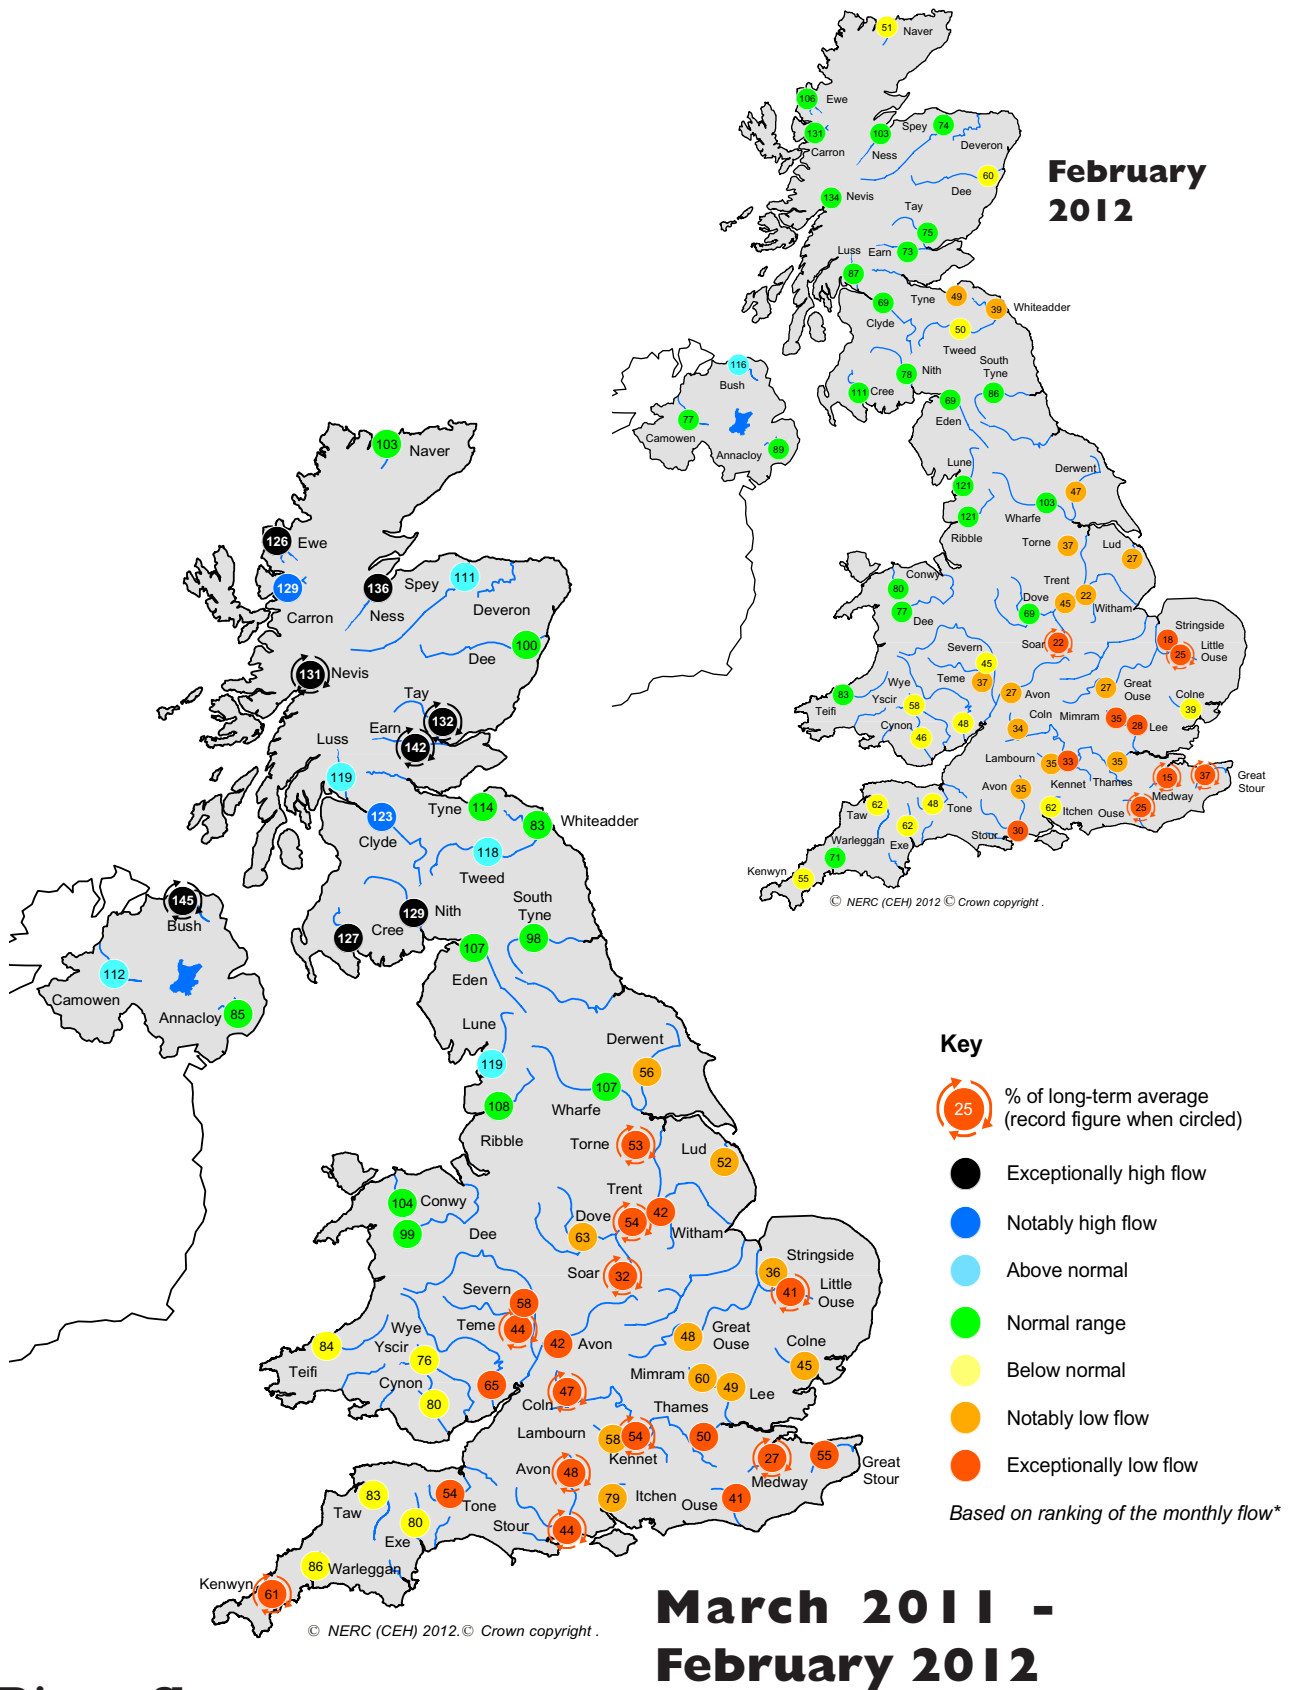 51 Naver
106 Ewe
131
Carron
103
Ness
Spey 74
Deveron
60
Dee
134 Nevis
Tay
75
Luss Earn 73
87
69
Clyde
Tyne 49
39 Whiteadder
50
Tweed
South
Tyne
86
78 Nith
111 Cree
69
Eden
116
Bush
77
Camowen
Annacloy 89
Lune
121
121
Ribble
Derwent
47
103
Wharfe
Torne 37
Lud
27
Conwy
80
77
Dee
Trent
Dove 45 22
69 Witham
Soar 22
Stringside
18 Little
25 Ouse
Severn
45
Teme 37
27 Avon
27 Great
Ouse
Colne
39
83
Teifi
Wye
Yscir 58
Cynon 48
46
Coln
34
Mimram 35
28 Lee
Lambourn 35 33
Kennet
35
Thames
15
Medway
37 Great
Stour
Avon 35
62 Itchen
Ouse 25
Stour 30
62
Taw
48 Tone
62
Exe
Warleggan
71
Kenwyn
55
© NERC (CEH) 2012 © Crown copyright .
February
2012
103 Naver
126 Ewe
129
Carron
136
Ness
Spey 111
Deveron
100
Dee
131 Nevis
Tay
132
Earn
142
Luss
119
123
Clyde
Tyne 114
83 Whiteadder
118
Tweed
South
Tyne
98
129 Nith
127 Cree
107
Eden
145
Bush
112
Camowen
Annacloy 85
Lune
119
108
Ribble
Derwent
56
107
Wharfe
Torne 53
Lud
52
104 Conwy
99
Dee
Trent
Dove 54 42
63 Witham
Soar 32
Stringside
36 Little
41 Ouse
Severn
58
Teme 44
42 Avon
48 Great
Ouse
Colne
45
84
Teifi
Wye
Yscir
76
Cynon 65
80
Coln 47
Mimram 60
49 Lee
Thames
50
Lambourn 58 54
Kennet
27
Medway
55 Great
Stour
Avon 48
79 Itchen
Ouse 41
Stour 44
83
Taw
54 Tone
80
Exe
86 Warleggan
Kenwyn
61
© NERC (CEH) 2012.© Crown copyright .
Key
25 % of long-term average
(record figure when circled)
Exceptionally high flow
Notably high flow
Above normal
Normal range
Below normal
Notably low flow
Exceptionally low flow
Based on ranking of the monthly flow*
March 2011 -
February 2012